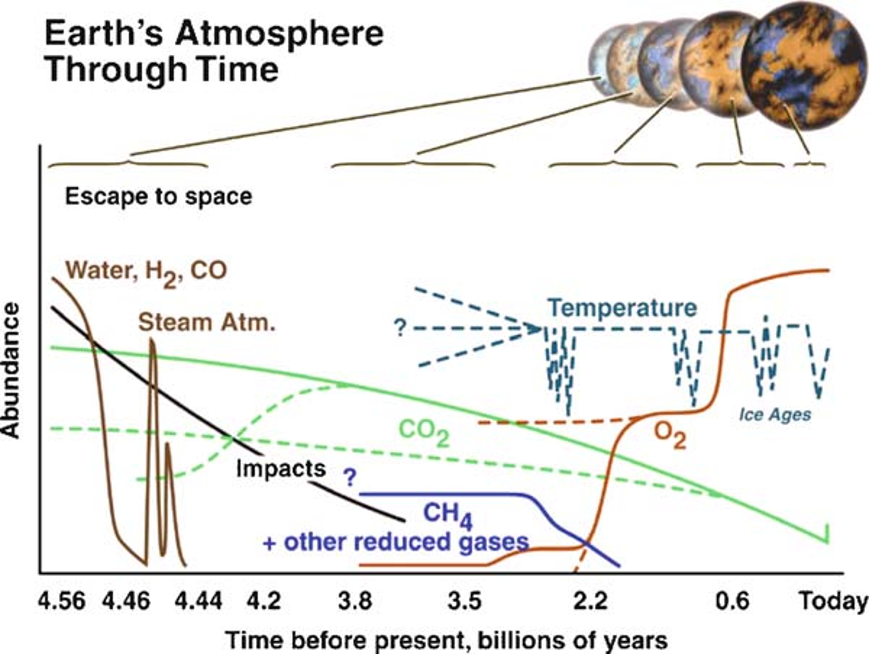 Earth's Atmosphere
Through Time
Escape to space
Water, H2, CO
Steam Atm.
Temperature
?
Ice Ages
CO2
O2
Impacts
?
CH4
+ other reduced gases
Abundance
4.56 4.46 4.44 4.2 3.8 3.5 2.2 0.6 Today
Time before present, billions of years